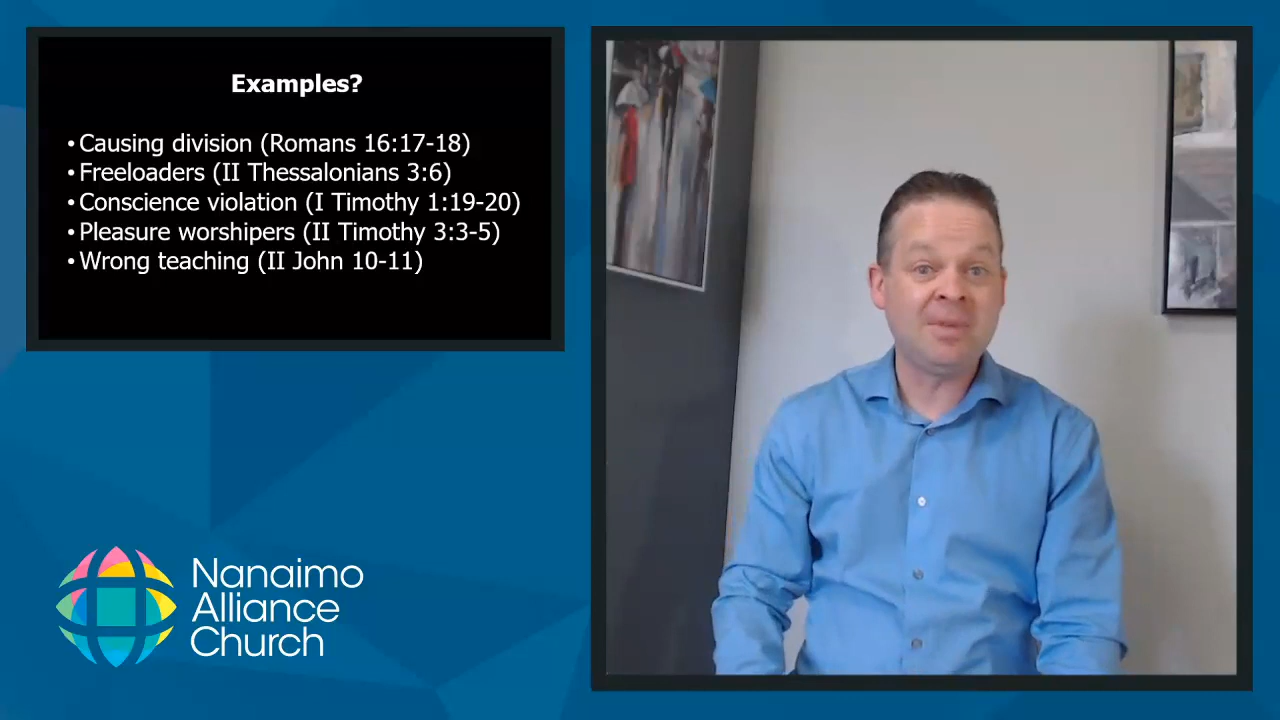 Examples?
• Causing division (Romans 16:17-18)
• Freeloaders (II Thessalonians 3:6)
• Conscience violation (I Timothy 1:19-20)
• Pleasure worshipers (II Timothy 3:3-5)
• Wrong teaching (II John 10-11)
Nanaimo
Alliance
Church